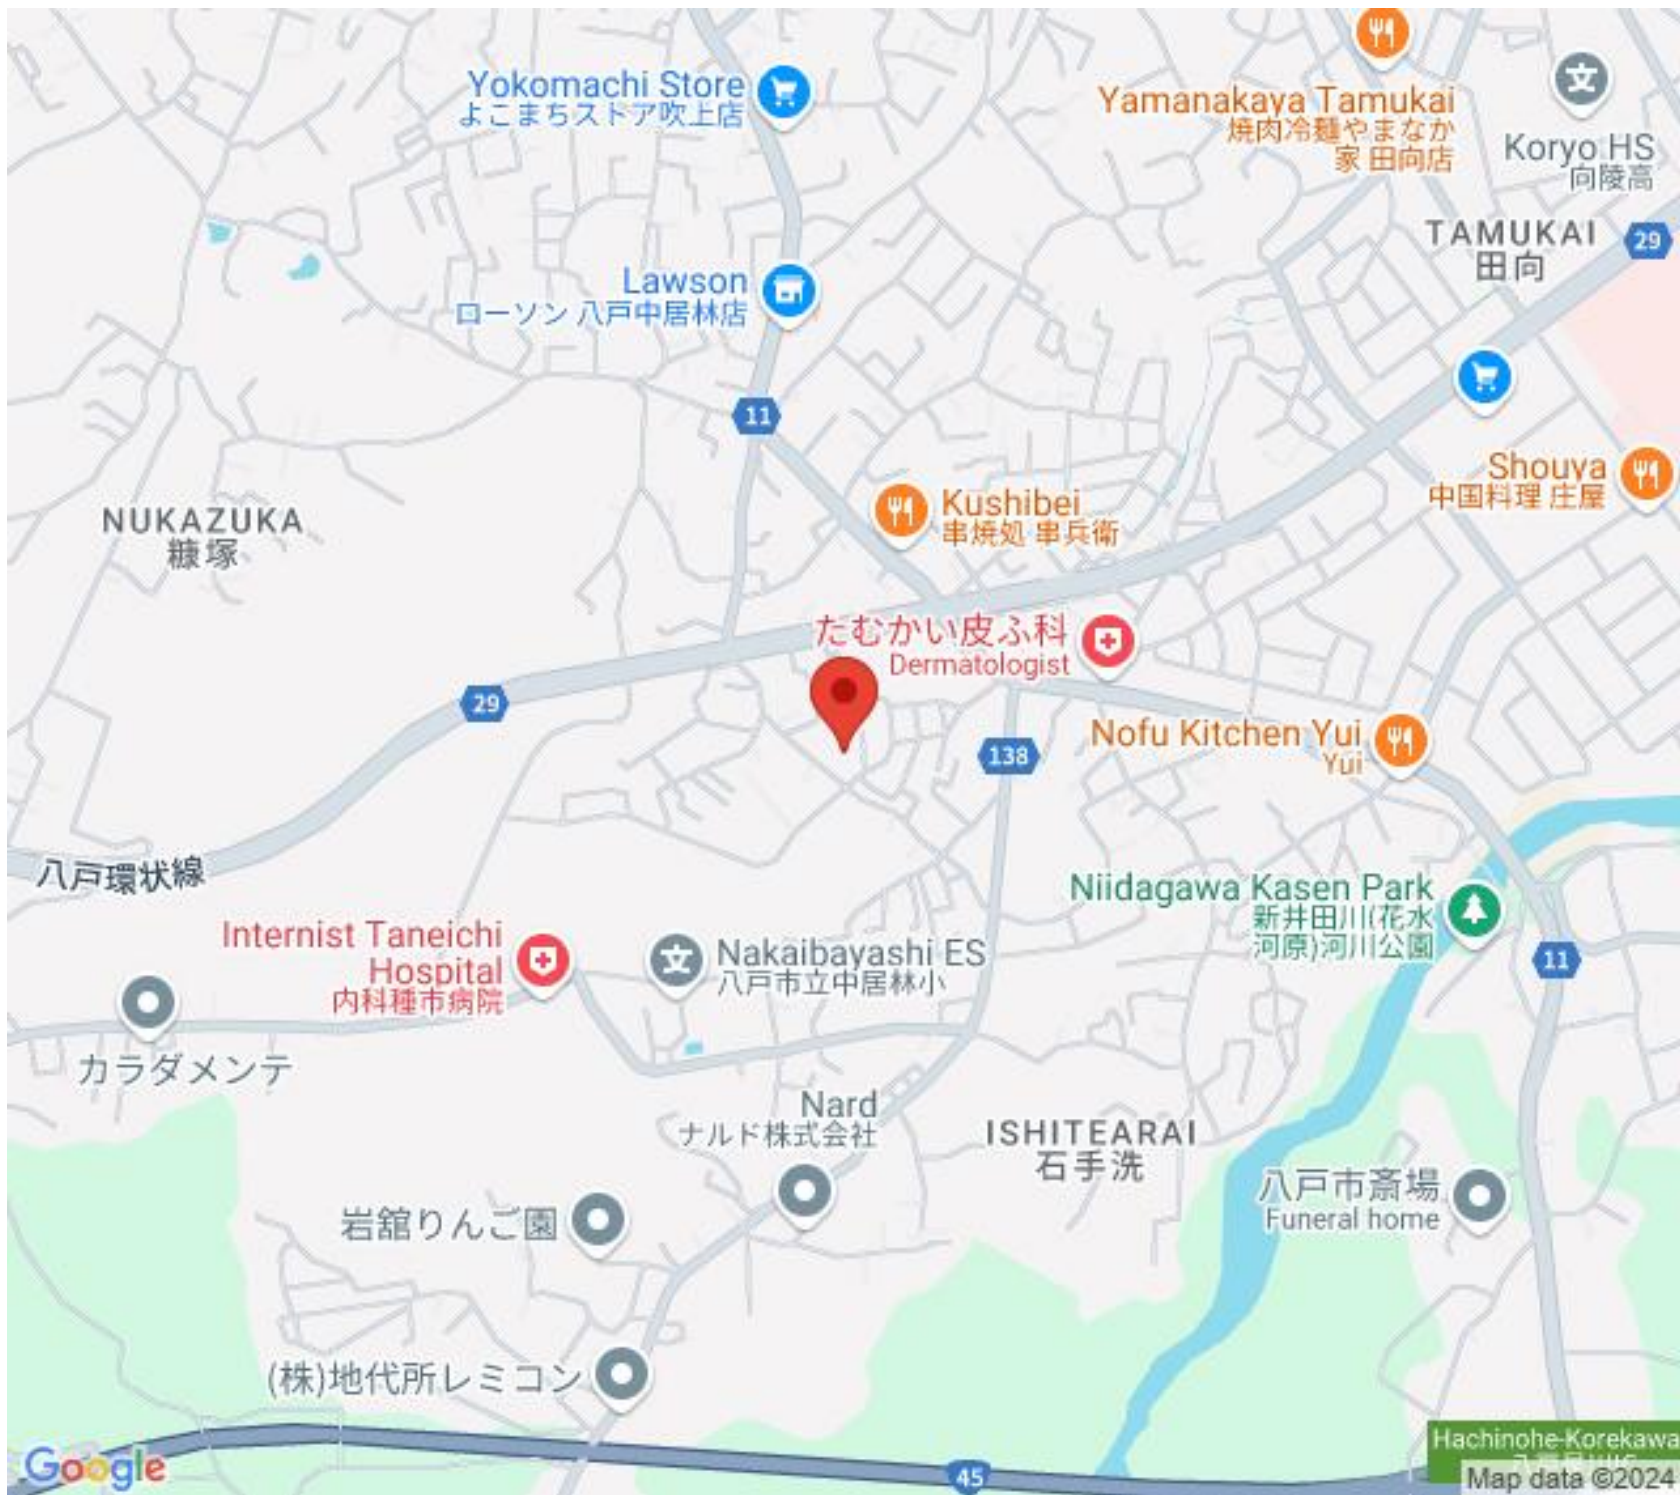 Yokomachi Store
よこまちストア吹上店
Yamanakaya Tamukai
焼肉冷麺やまなか
家 田向店
Koryo HS
向陵高
TAMUKAI
田向
29
Lawson
ローソン 八戸中居林店
11
Shouya
中国料理 庄屋
Kushibei
串焼処 串兵衛
NUKAZUKA
糠塚
たむかい皮ふ科
Dermatologist
29
138
Nofu Kitchen Yui
Yui
八戸環状線
Niidagawa Kasen Park
新井田川(花水
河原)河川公園
Internist Taneichi
Hospital
内科種市病院
Nakaibayashi ES
八戸市立中居林小
11
カラダメンテ
Nard
ナルド株式会社
ISHITEARAI
石手洗
八戸市斎場
Funeral home
岩舘りんご園
(株)地代所レミコン
Hachinohe-Korekawa
Google
45
Map data ©2024